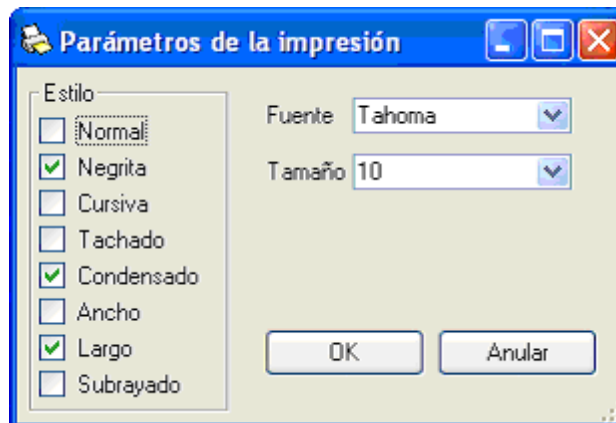 Parámetros de la impresión
Estilo
Normal
Negrita
Cursiva
Tachado
Condensado
Ancho
Largo
Subrayado
Fuente Tahoma
Tamaño 10
OK Anular